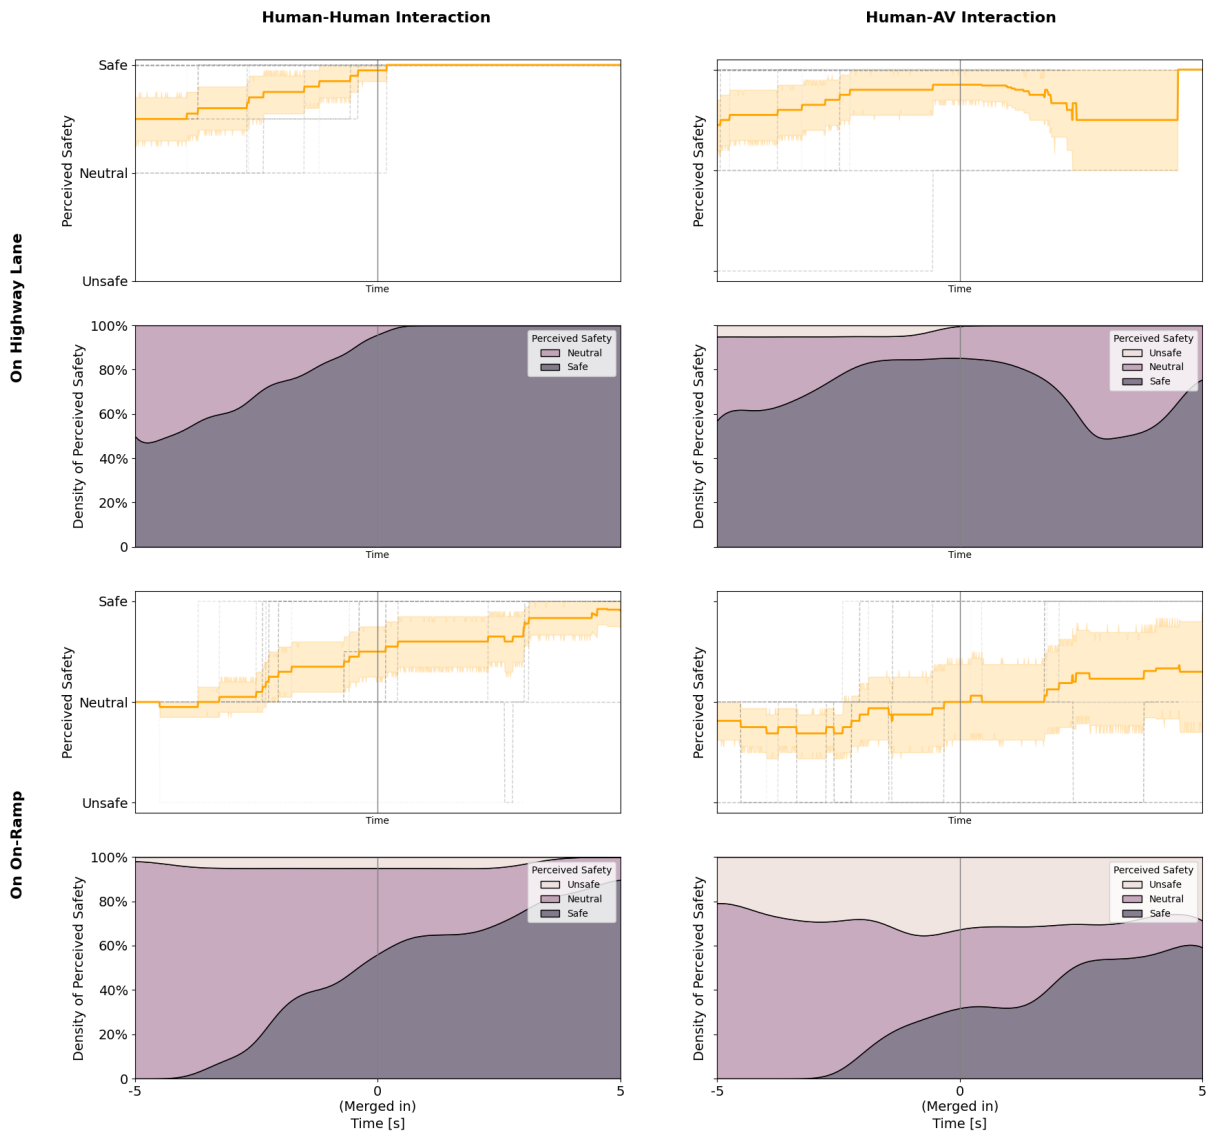 Human-Human Interaction
Human-AV Interaction
On Highway Lane
Perceived Safety
Safe
Neutral
Unsafe
Time
Perceived Safety
Time
Density of Perceived Safety
100%
80%
60%
40%
20%
0
Perceived Safety
Neutral
Safe
Time
Density of Perceived Safety
Perceived Safety
Unsafe
Neutral
Safe
Time
On On-Ramp
Perceived Safety
Safe
Neutral
Unsafe
Time
Perceived Safety
Time
Density of Perceived Safety
100%
80%
60%
40%
20%
0
Perceived Safety
Unsafe
Neutral
Safe
-5
0
5
(Merged in)
Time [s]
Density of Perceived Safety
Perceived Safety
Unsafe
Neutral
Safe
-5
0
5
(Merged in)
Time [s]